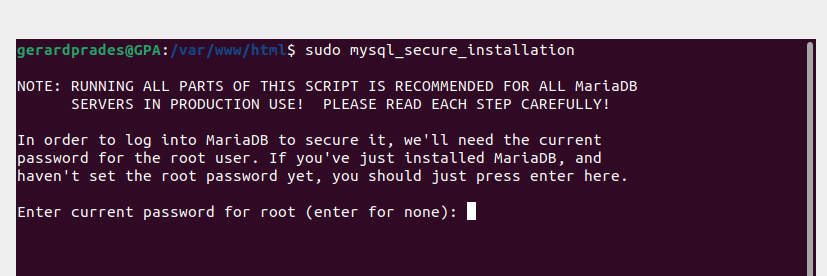 gerardprades@GPA:/var/www/html$ sudo mysql_secure_installation
NOTE: RUNNING ALL PARTS OF THIS SCRIPT IS RECOMMENDED FOR ALL MariaDB
SERVERS IN PRODUCTION USE!  PLEASE READ EACH STEP CAREFULLY!
In order to log into MariaDB to secure it, we'll need the current
password for the root user. If you've just installed MariaDB, and
haven't set the root password yet, you should just press enter here.
Enter current password for root (enter for none):